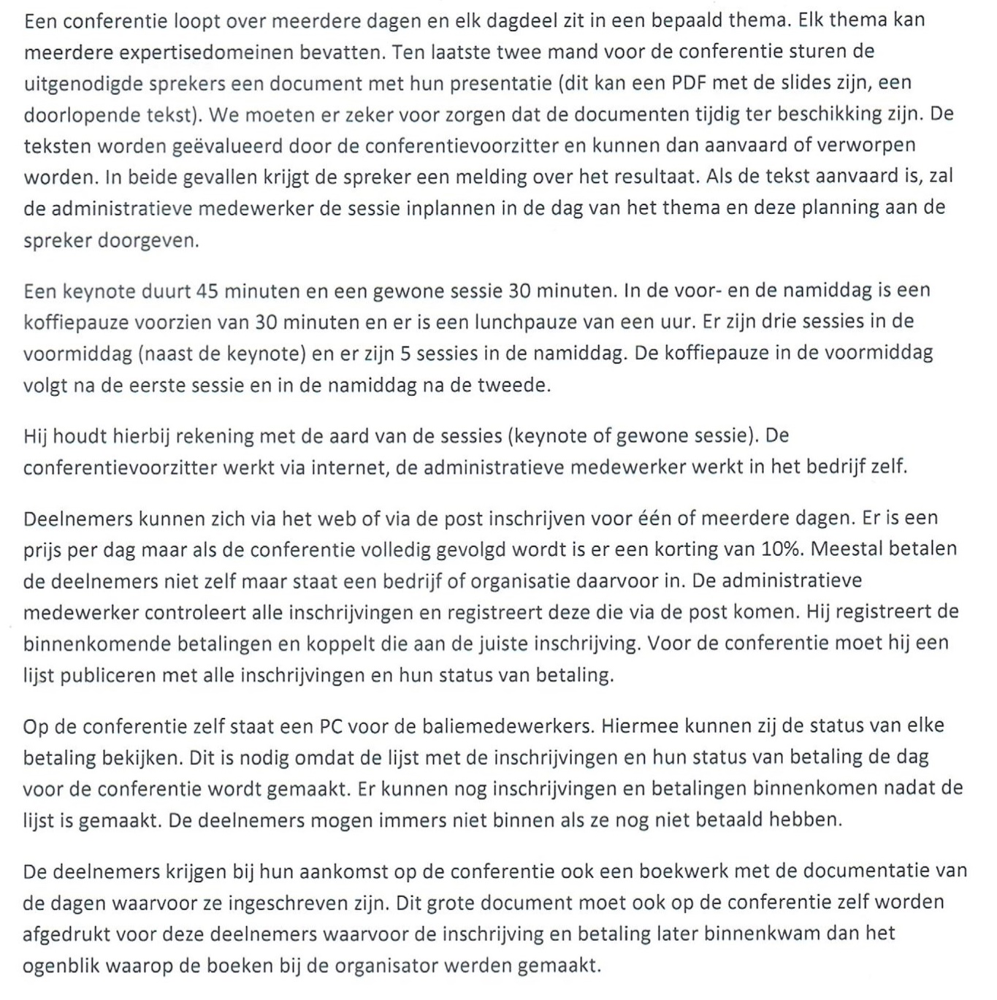 Een conferentie loopt over meerdere dagen en elk dagdeel zit in een bepaald thema. Elk thema kan
meerdere expertisedomeinen bevatten. Ten laatste twee mand voor de conferentie sturen de
uitgenodigde sprekers een document met hun presentatie (dit kan een PDF met de slides zijn, een
doorlopende tekst). We moeten er zeker voor zorgen dat de documenten tijdig ter beschikking zijn. De
teksten worden geëvalueerd door de conferentievoorzitter en kunnen dan aanvaard of verworpen
worden. In beide gevallen krijgt de spreker een melding over het resultaat. Als de tekst aanvaard is, zal
de administratieve medewerker de sessie inplannen in de dag van het thema en deze planning aan de
spreker doorgeven.
Een keynote duurt 45 minuten en een gewone sessie 30 minuten. In de voor- en de namiddag is een
koffiepauze voorzien van 30 minuten en er is een lunchpauze van een uur. Er zijn drie sessies in de
voormiddag (naast de keynote) en er zijn 5 sessies in de namiddag. De koffiepauze in de voormiddag
volgt na de eerste sessie en in de namiddag na de tweede.
Hij houdt hierbij rekening met de aard van de sessies (keynote of gewone sessie). De
conferentievoorzitter werkt via internet, de administratieve medewerker werkt in het bedrijf zelf.
Deelnemers kunnen zich via het web of via de post inschrijven voor één of meerdere dagen. Er is een
prijs per dag maar als de conferentie volledig gevolgd wordt is er een korting van 10%. Meestal betalen
de deelnemers niet zelf maar staat een bedrijf of organisatie daarvoor in. De administratieve
medewerker controleert alle inschrijvingen en registreert deze die via de post komen. Hij registreert de
binnenkomende betalingen en koppelt die aan de juiste inschrijving. Voor de conferentie moet hij een
lijst publiceren met alle inschrijvingen en hun status van betaling.
Op de conferentie zelf staat een PC voor de baliemedewerkers. Hiermee kunnen zij de status van elke
betaling bekijken. Dit is nodig omdat de lijst met de inschrijvingen en hun status van betaling de dag
voor de conferentie wordt gemaakt. Er kunnen nog inschrijvingen en betalingen binnenkomen nadat de
lijst is gemaakt. De deelnemers mogen immers niet binnen als ze nog niet betaald hebben.
De deelnemers krijgen bij hun aankomst op de conferentie ook een boekwerk met de documentatie van
de dagen waarvoor ze ingeschreven zijn. Dit grote document moet ook op de conferentie zelf worden
afgedrukt voor deze deelnemers waarvoor de inschrijving en betaling later binnenkwam dan het
ogenblik waarop de boeken bij de organisator werden gemaakt.